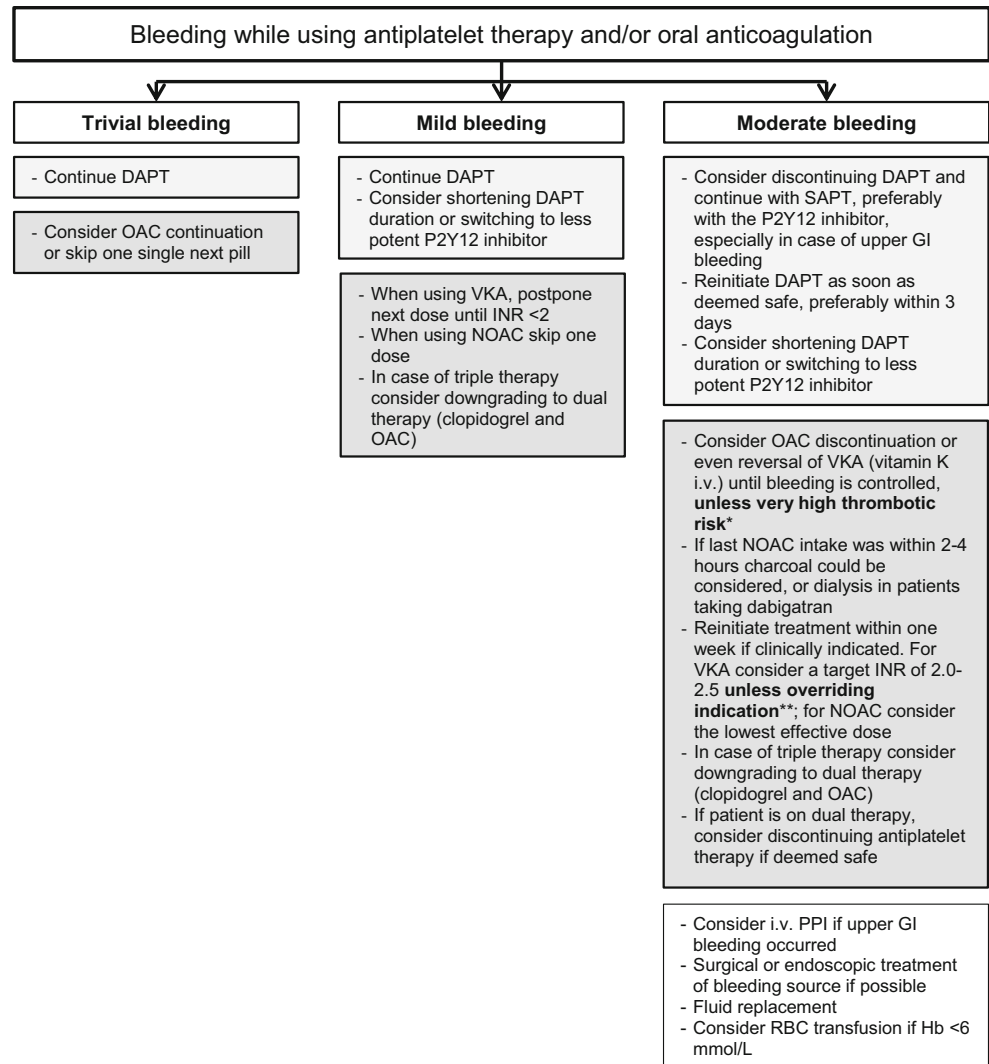 Bleeding while using antiplatelet therapy and/or oral anticoagulation
Trivial bleeding
- Continue DAPT
- Consider OAC continuation
or skip one single next pill
Mild bleeding
- Continue DAPT
- Consider shortening DAPT
duration or switching to less
potent P2Y12 inhibitor
- When using VKA, postpone
next dose until INR <2
- When using NOAC skip one
dose
- In case of triple therapy
consider downgrading to dual
therapy (clopidogrel and
OAC)
Moderate bleeding
- Consider discontinuing DAPT and
continue with SAPT, preferably
with the P2Y12 inhibitor,
especially in case of upper GI
bleeding
- Reinitiate DAPT as soon as
deemed safe, preferably within 3
days
- Consider shortening DAPT
duration or switching to less
potent P2Y12 inhibitor
- Consider OAC discontinuation or
even reversal of VKA (vitamin K
i.v.) until bleeding is controlled,
unless very high thrombotic
risk*
- If last NOAC intake was within 2-4
hours charcoal could be
considered, or dialysis in patients
taking dabigatran
- Reinitiate treatment within one
week if clinically indicated. For
VKA consider a target INR of 2.0-
2.5 unless overriding
indication**; for NOAC consider
the lowest effective dose
- In case of triple therapy consider
downgrading to dual therapy
(clopidogrel and OAC)
- If patient is on dual therapy,
consider discontinuing antiplatelet
therapy if deemed safe
- Consider i.v. PPI if upper GI
bleeding occurred
- Surgical or endoscopic treatment
of bleeding source if possible
- Fluid replacement
- Consider RBC transfusion if Hb <6
mmol/L